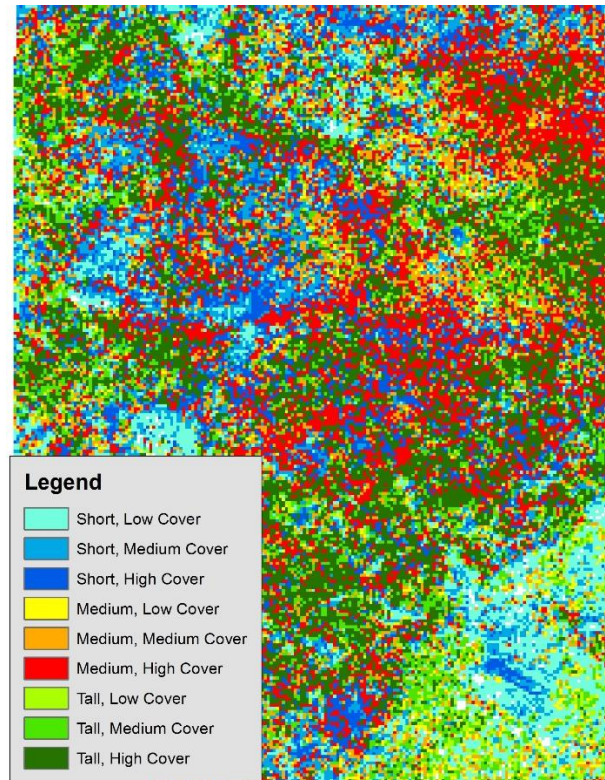 Legend
Short, Low Cover
Short, Medium Cover
Short, High Cover
Medium, Low Cover
Medium, Medium Cover
Medium, High Cover
Tall, Low Cover
Tall, Medium Cover
Tall, High Cover